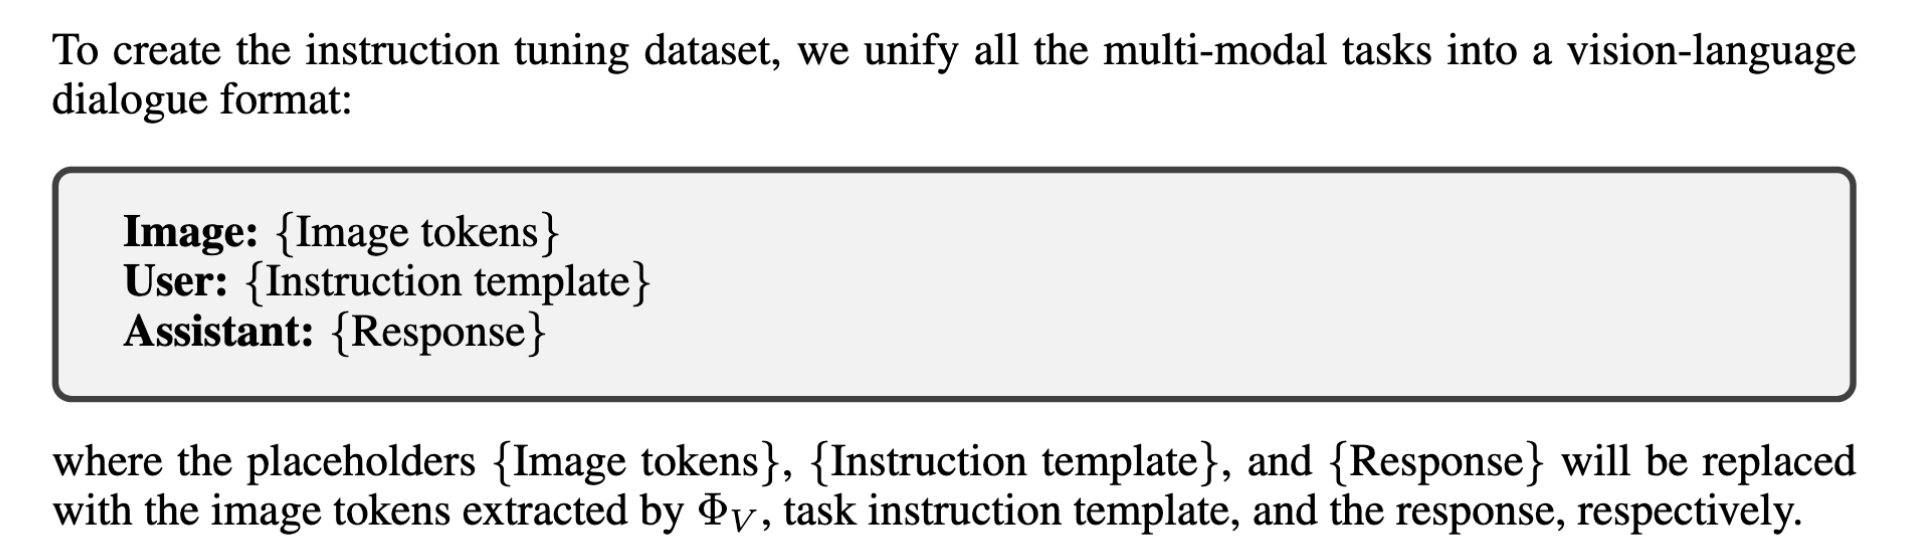 To create the instruction tuning dataset, we unify all the multi-modal tasks into a vision-language
dialogue format:
Image: {Image tokens}
User: {Instruction template}
Assistant: {Response}
where the placeholders {Image tokens}, {Instruction template}, and {Response} will be replaced
with the image tokens extracted by Φ_V, task instruction template, and the response, respectively.